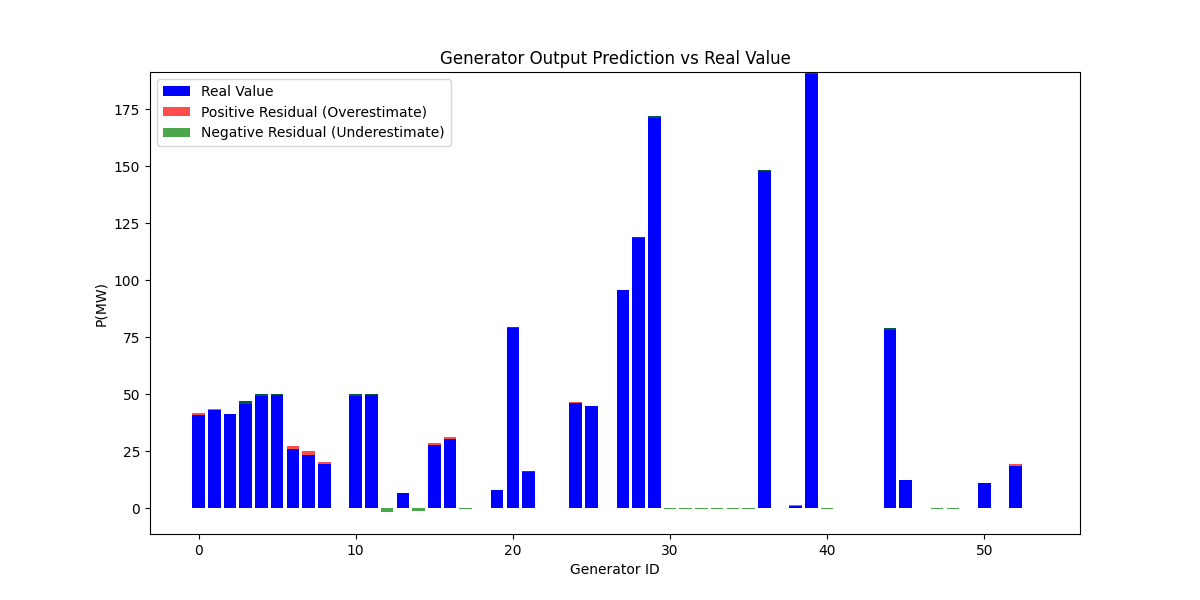 Generator Output Prediction vs Real Value
Real Value
Positive Residual (Overestimate)
Negative Residual (Underestimate)
175
150
125
100
75
50
25
0
P(MW)
0 10 20 30 40 50
Generator ID